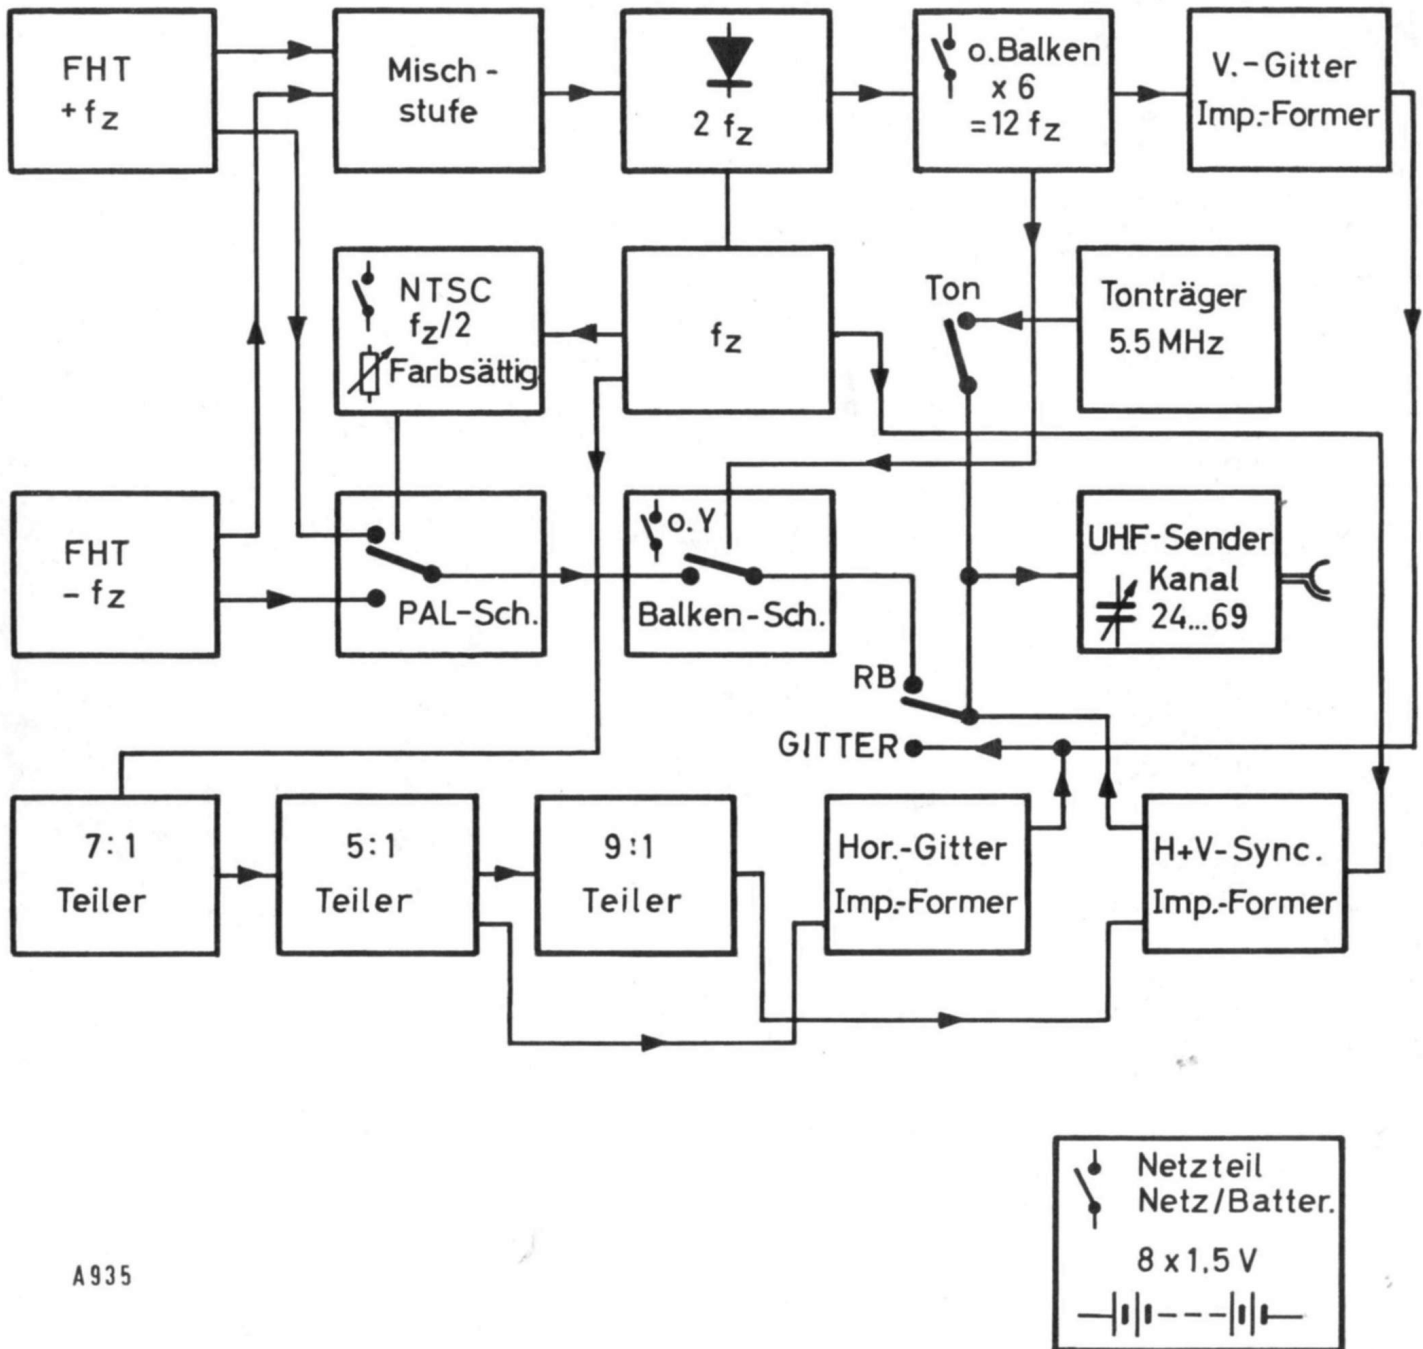 FHT
+ fz
Misch -
stufe
2 fz
o. Balken
x 6
= 12 fz
V.-Gitter
Imp.-Former
NTSC
fz/2
Farbsättig.
fz
Ton
Tonträger
5.5 MHz
FHT
- fz
PAL-Sch.
o. Y
Balken-Sch.
UHF-Sender
Kanal
24...69
RB
GITTER
7:1
Teiler
5:1
Teiler
9:1
Teiler
Hor.-Gitter
Imp.-Former
H+V-Sync.
Imp.-Former
Netzteil
Netz/Batter.
8 x 1,5 V
A935